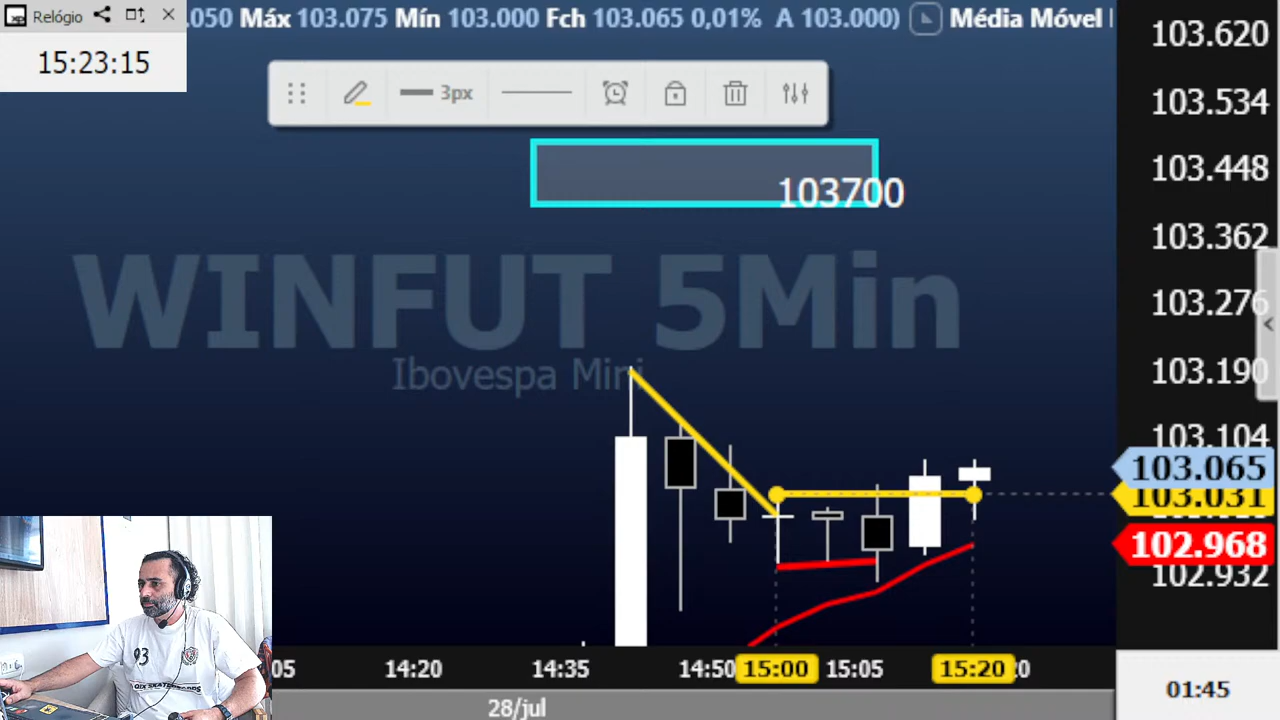 Relógio
.050 Máx 103.075 Mín 103.000 Fch 103.065 0,01% A 103.000) Média Móvel
15:23:15
3px
103700
WINFUT 5Min
Ibovespa Mini
103.620
103.534
103.448
103.362
103.276
103.190
103.104
103.065
103.031
102.968
102.932
:05 14:20 14:35 14:50 15:00 15:05 15:20
28/jul
01:45
93